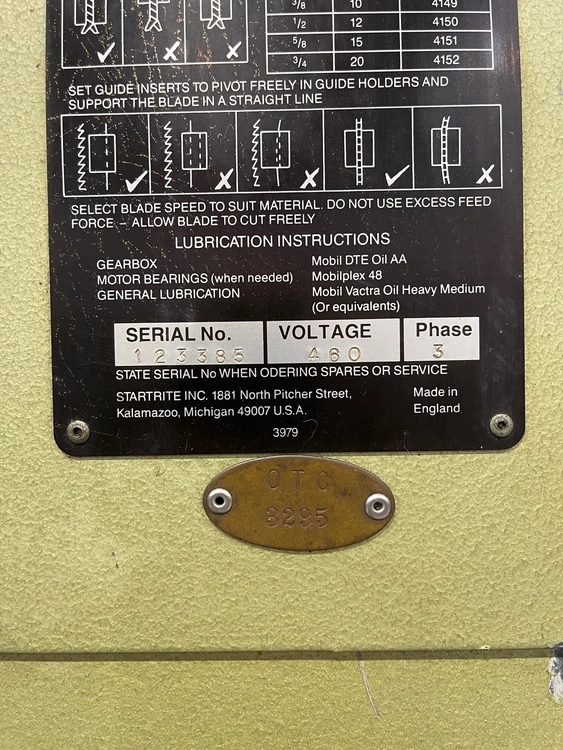 3/8 10 4149
1/2 12 4150
5/8 15 4151
3/4 20 4152
SET GUIDE INSERTS TO PIVOT FREELY IN GUIDE HOLDERS AND
SUPPORT THE BLADE IN A STRAIGHT LINE
SELECT BLADE SPEED TO SUIT MATERIAL. DO NOT USE EXCESS FEED
FORCE – ALLOW BLADE TO CUT FREELY
LUBRICATION INSTRUCTIONS
GEARBOX Mobil DTE Oil AA
MOTOR BEARINGS (when needed) Mobilplex 48
GENERAL LUBRICATION Mobil Vactra Oil Heavy Medium
(Or equivalents)
SERIAL No. VOLTAGE Phase
123385 460 3
STATE SERIAL No WHEN ODERING SPARES OR SERVICE
STARTRITE INC. 1881 North Pitcher Street, Made in
Kalamazoo, Michigan 49007 U.S.A. England
3979
OTC
3295